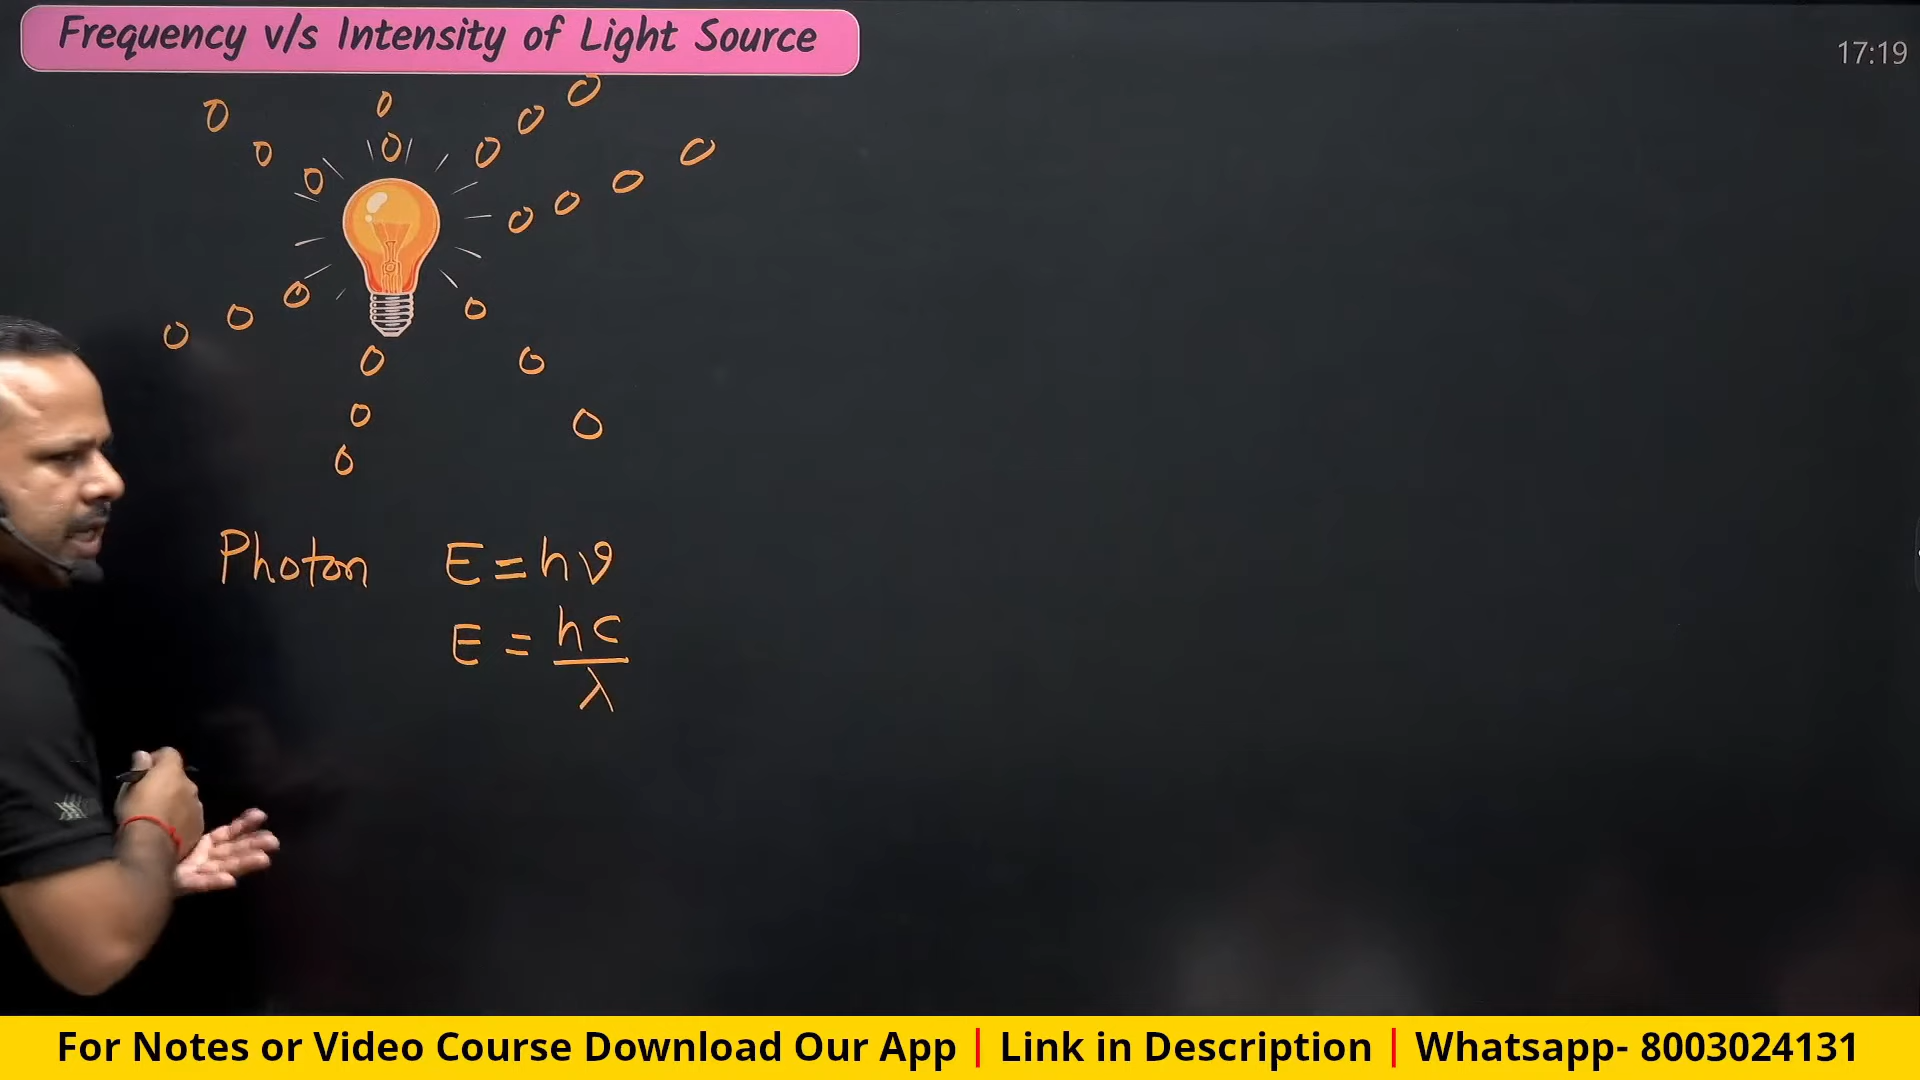 Frequency v/s Intensity of Light Source
17:19
Photon E = hν
E = hc/λ
For Notes or Video Course Download Our App | Link in Description | Whatsapp- 8003024131